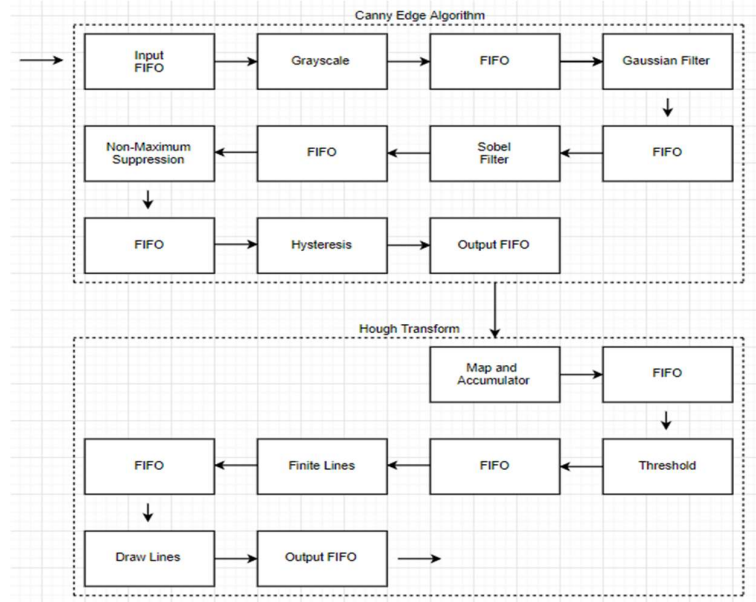 Canny Edge Algorithm
Input
FIFO
Grayscale
FIFO
Gaussian Filter
Non-Maximum
Suppression
FIFO
Sobel
Filter
FIFO
FIFO
Hysteresis
Output FIFO
Hough Transform
Map and
Accumulator
FIFO
FIFO
Finite Lines
FIFO
Threshold
Draw Lines
Output FIFO